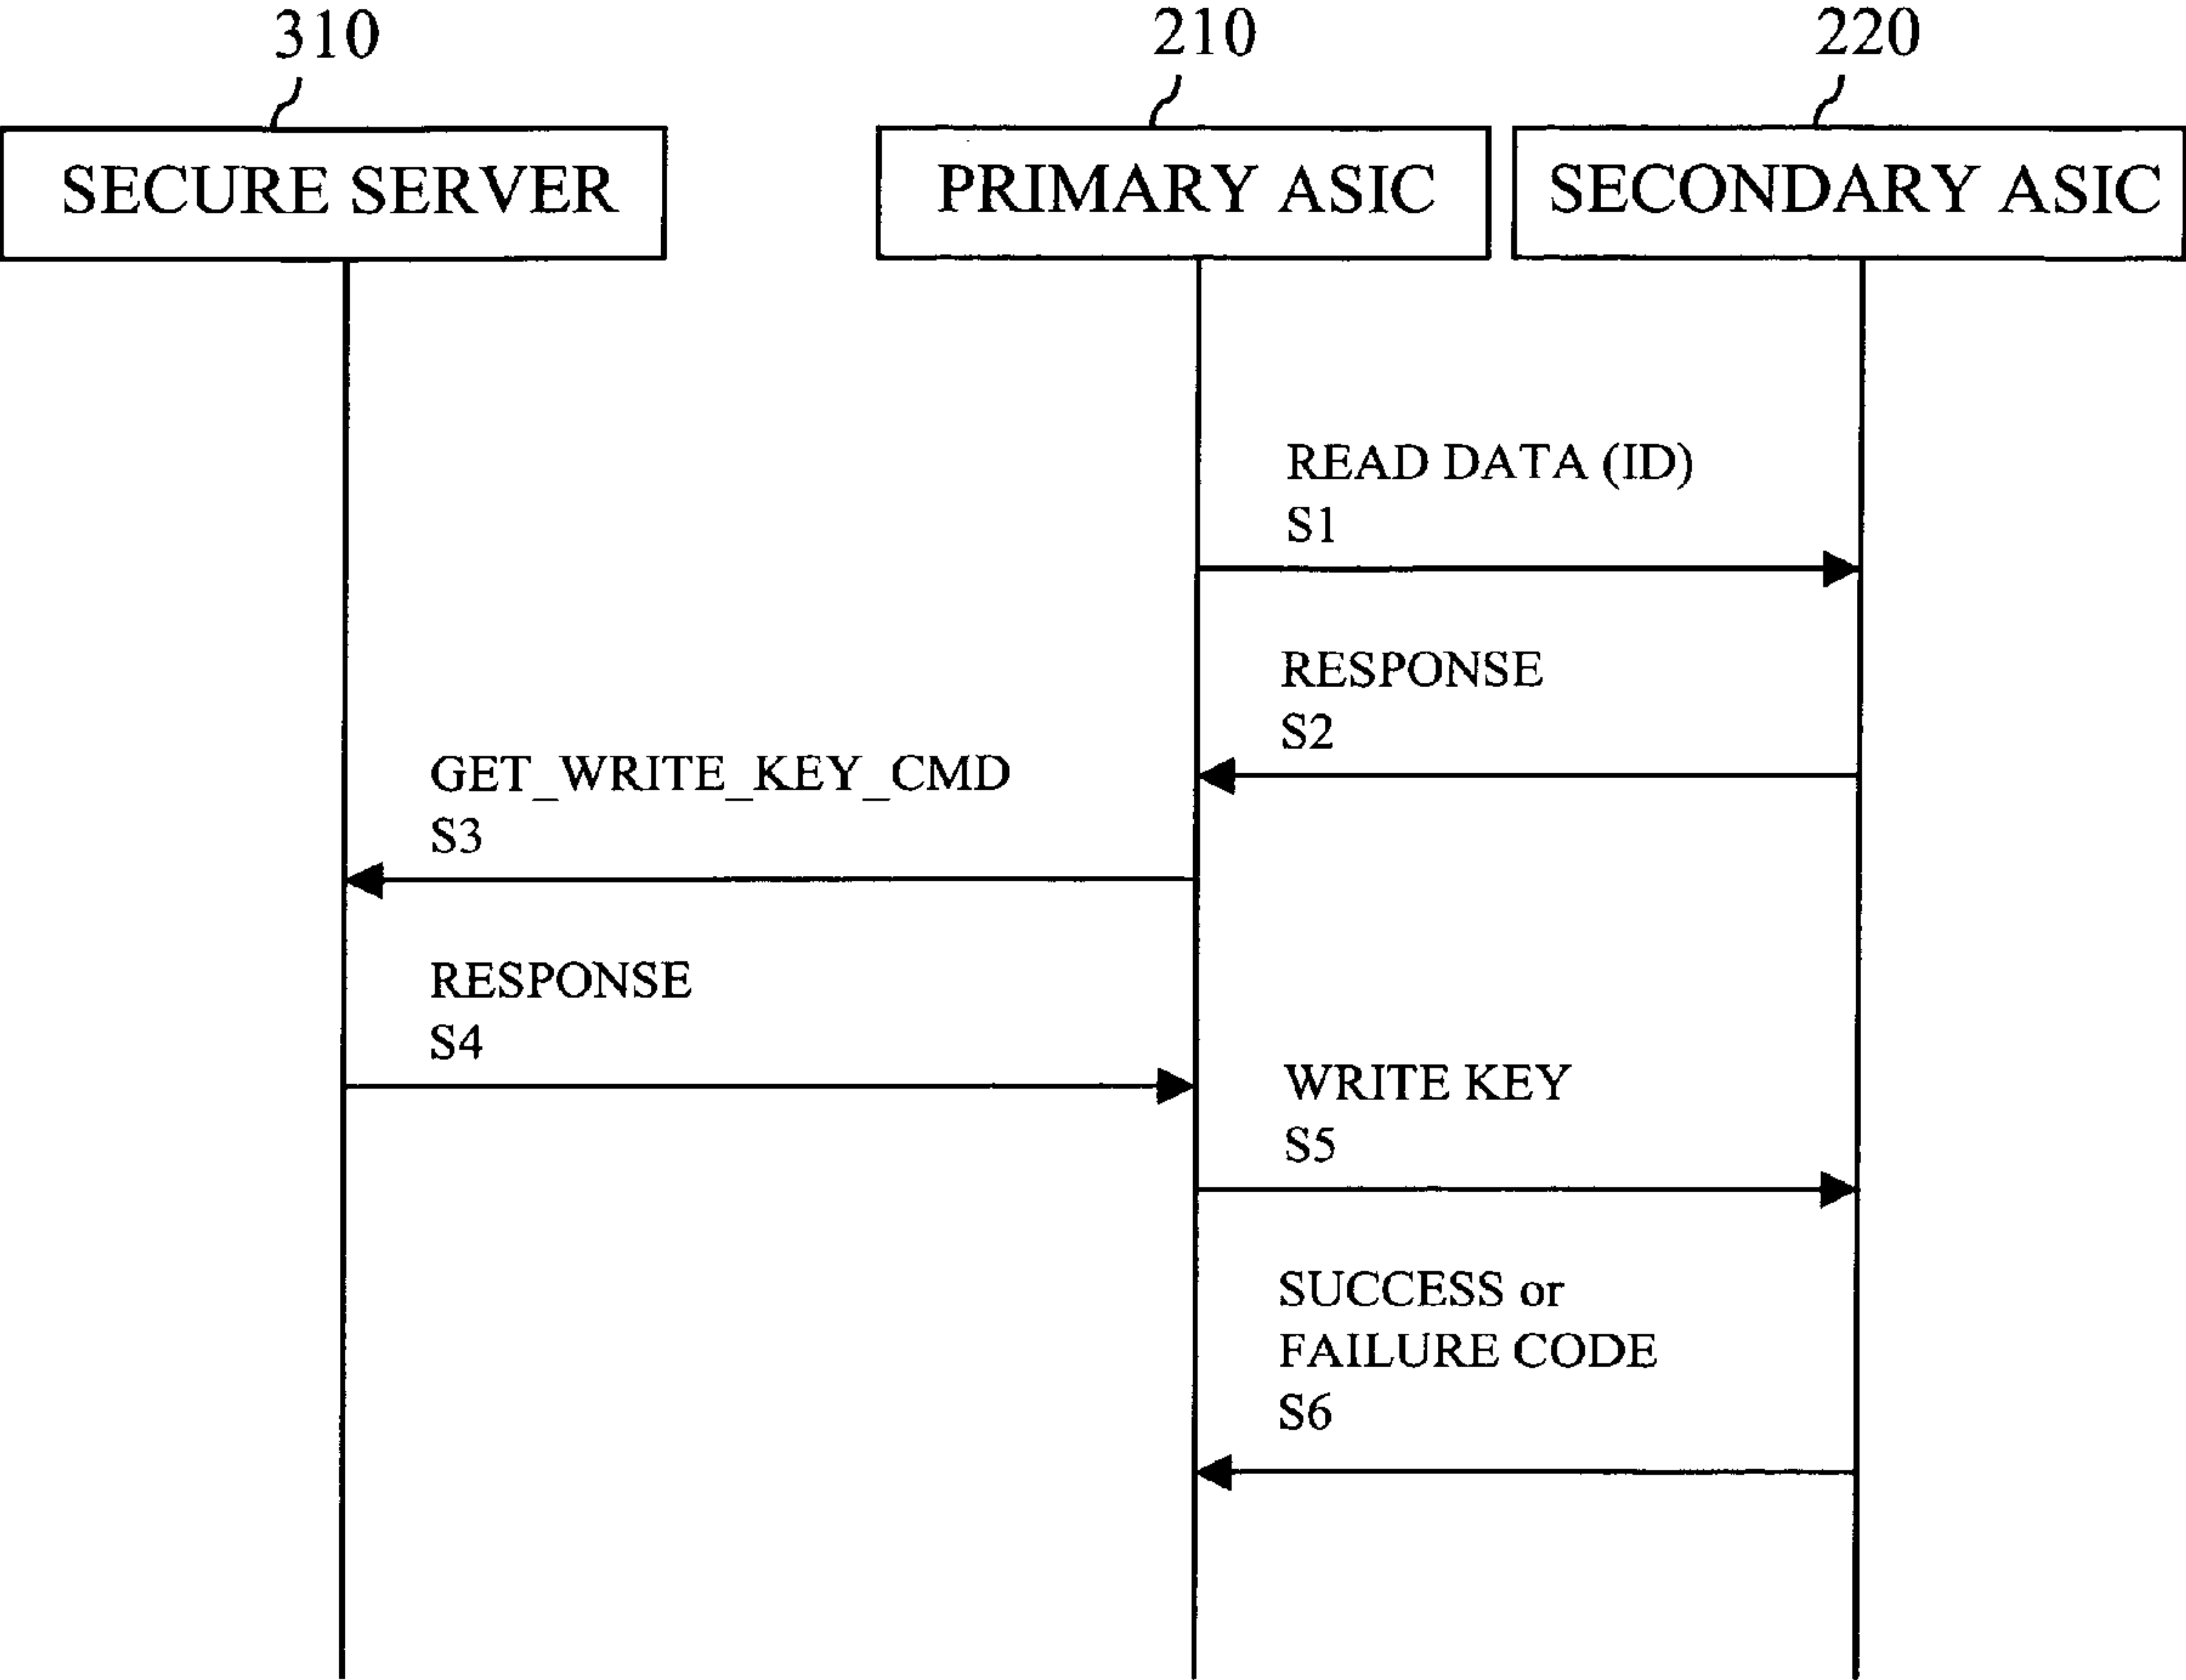 310
210
220
SECURE SERVER
PRIMARY ASIC
SECONDARY ASIC
READ DATA (ID)
S1
RESPONSE
S2
GET_WRITE_KEY_CMD
S3
RESPONSE
S4
WRITE KEY
S5
SUCCESS or
FAILURE CODE
S6